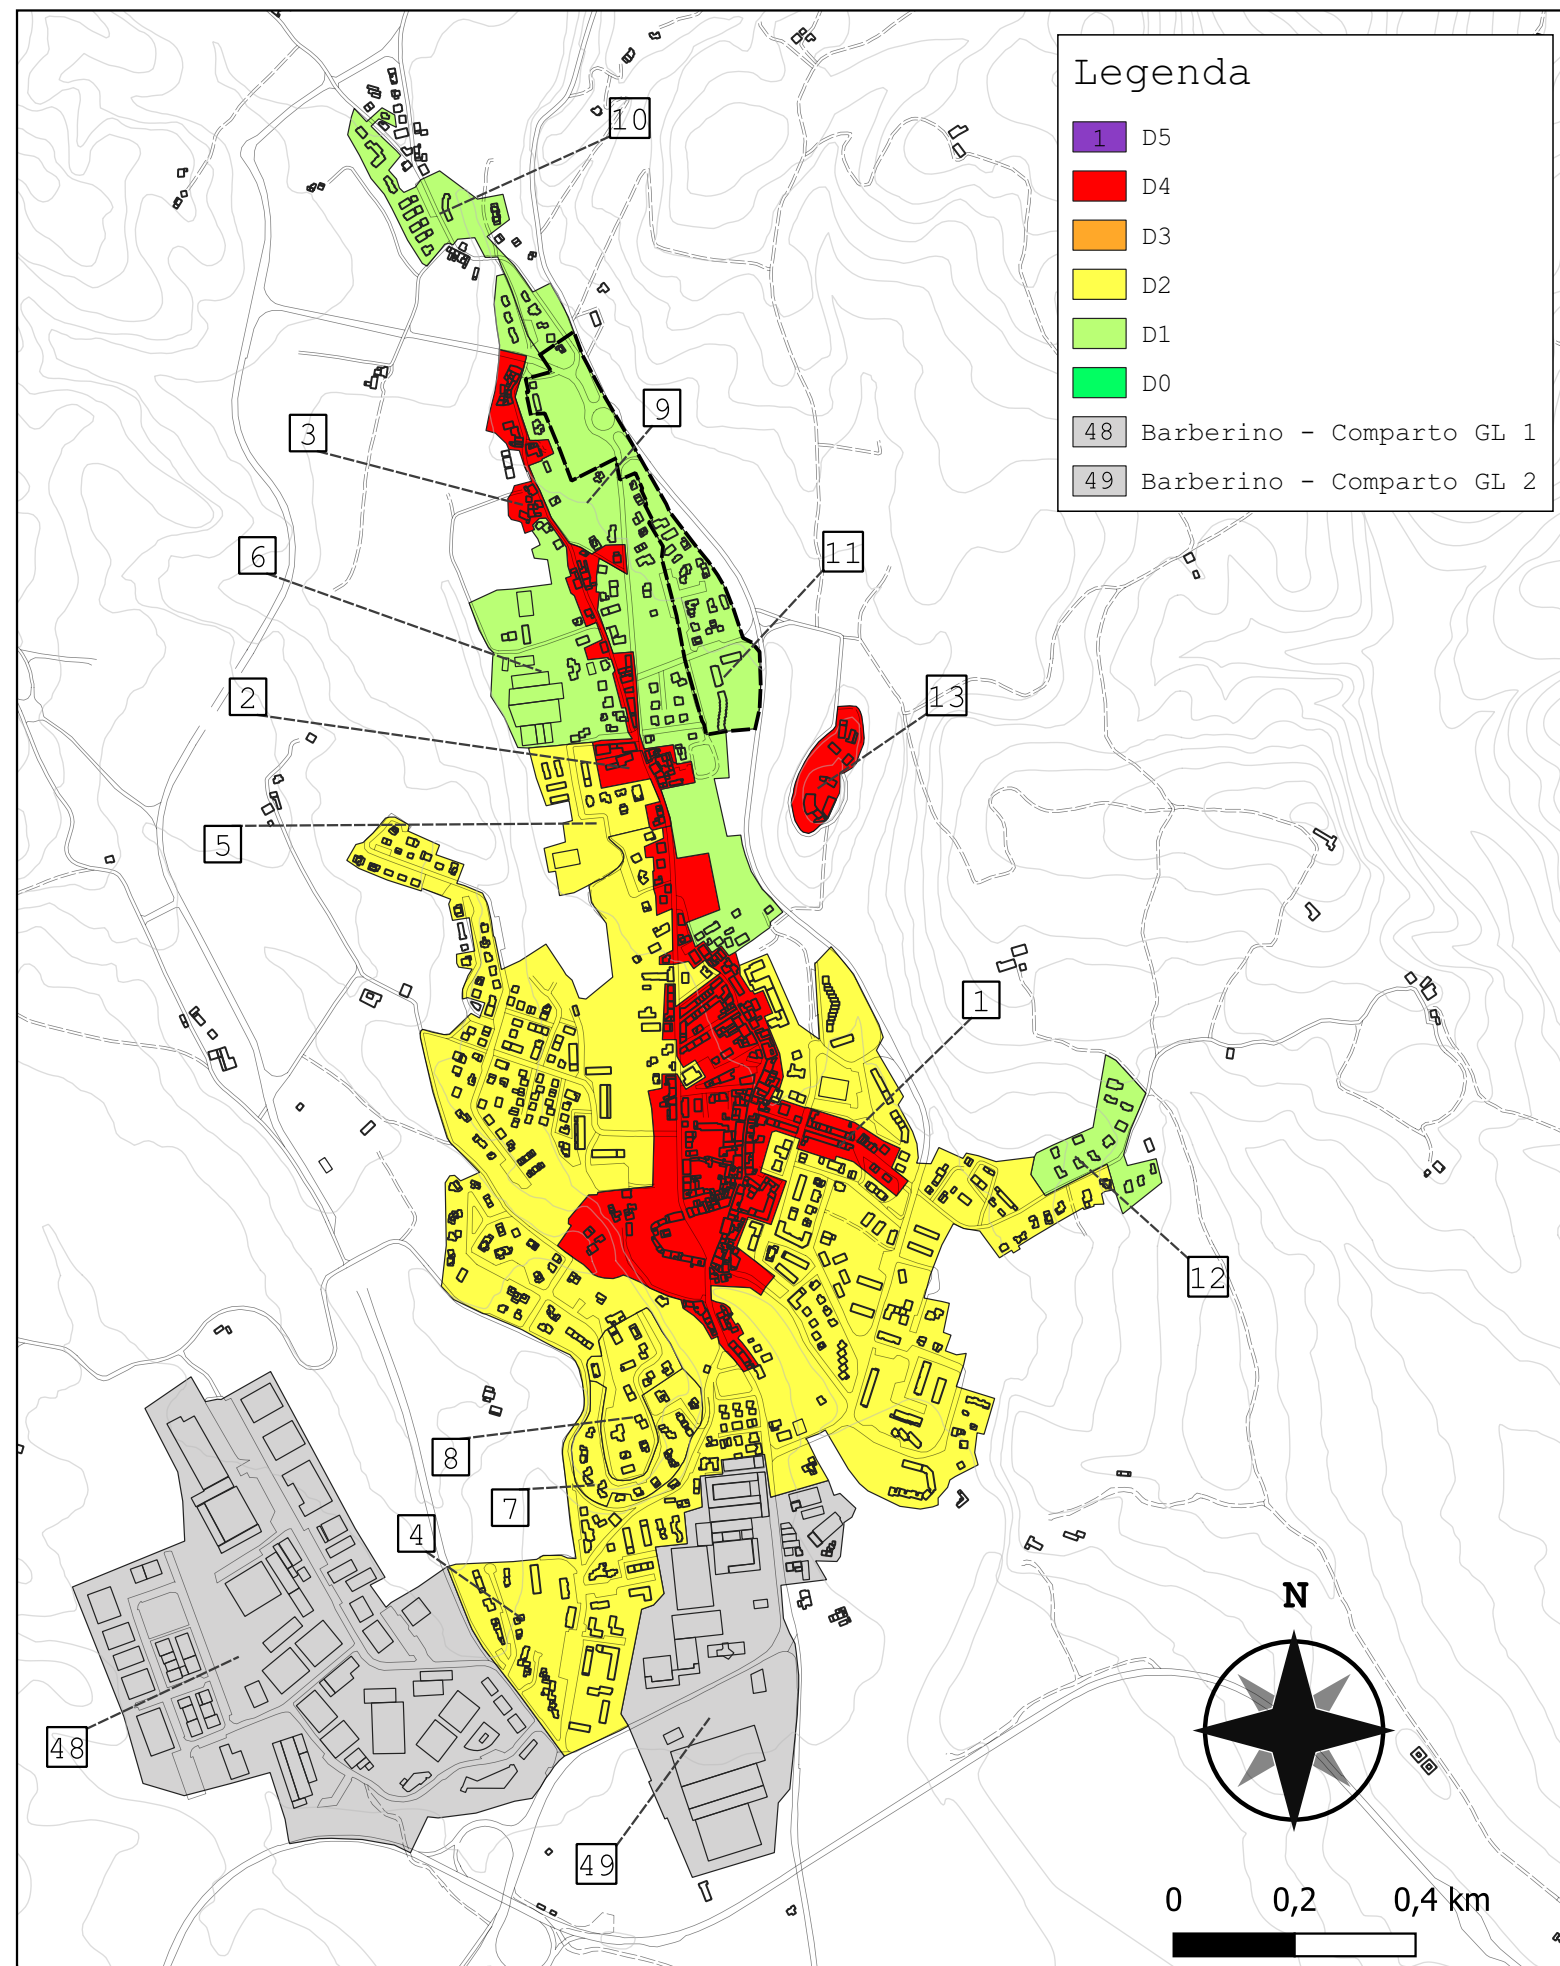 Legenda
1 D5
D4
D3
D2
D1
D0
48 Barberino - Comparto GL 1
49 Barberino - Comparto GL 2
10
9
3
6
11
2
13
5
1
12
8
7
4
48
49
N
0 0,2 0,4 km